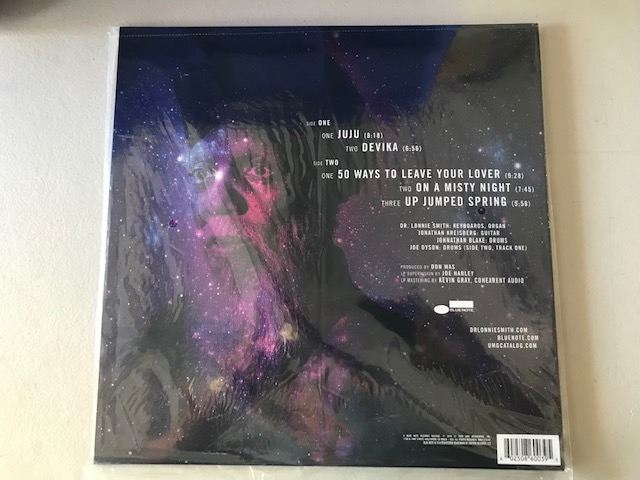 SIDE ONE
ONE JUJU (8:18)
TWO DEVIKA (6:56)
SIDE TWO
ONE 50 WAYS TO LEAVE YOUR LOVER (9:28)
TWO ON A MISTY NIGHT (7:45)
THREE UP JUMPED SPRING (5:58)
DR. LONNIE SMITH: KEYBOARDS, ORGAN
JONATHAN KREISBERG: GUITAR
JOHNATHAN BLAKE: DRUMS
JOE DYSON: DRUMS (SIDE TWO, TRACK ONE)
PRODUCED BY DON WAS
LP SUPERVISION BY JOE HARLEY
LP MASTERING BY KEVIN GRAY, COHEARENT AUDIO
BLUE NOTE
DRLONNIESMITH.COM
BLUENOTE.COM
UMGCATALOG.COM